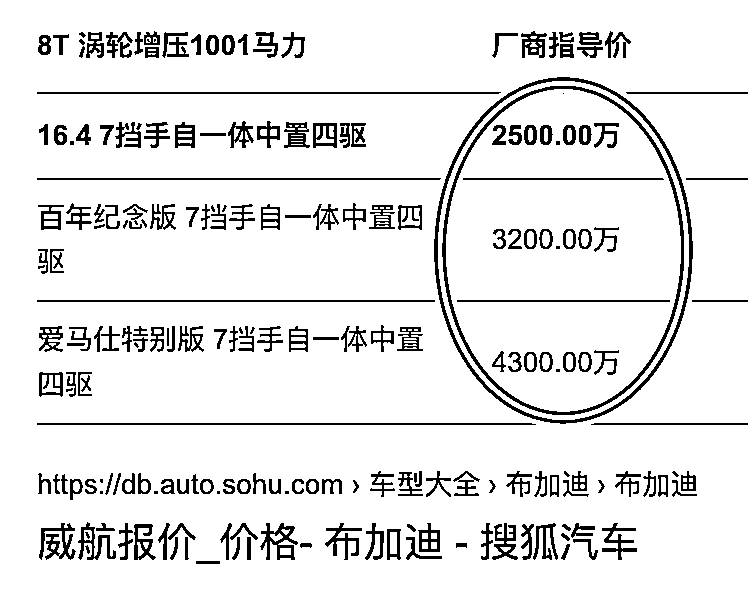 8T 涡轮增压1001马力 厂商指导价
16.4 7挡手自一体中置四驱 2500.00万
百年纪念版 7挡手自一体中置四
驱
3200.00万
爱马仕特别版 7挡手自一体中置
四驱
4300.00万
https://db.auto.sohu.com › 车型大全 › 布加迪 › 布加迪
威航报价_价格- 布加迪 - 搜狐汽车